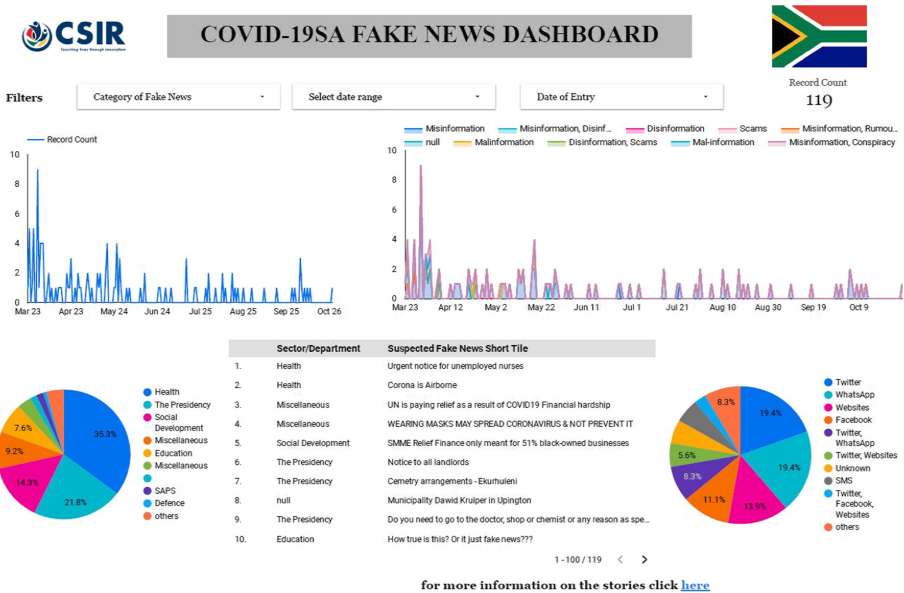 CSIR
Teaching lives through innovation
COVID-19SA FAKE NEWS DASHBOARD
Record Count
119
Filters
Category of Fake News
Select date range
Date of Entry
Record Count
10
8
6
4
2
0
Mar 23 Apr 23 May 24 Jun 24 Jul 25 Aug 25 Sep 25 Oct 26
Misinformation Misinformation, Disinf... Disinformation Scams Misinformation, Rumou...
null Malinformation Disinformation, Scams Mal-information Misinformation, Conspiracy
10
8
6
4
2
0
Mar 23 Apr 12 May 2 May 22 Jun 11 Jul 1 Jul 21 Aug 10 Aug 30 Sep 19 Oct 9
35.3%
21.8%
14.3%
9.2%
7.6%
Health
The Presidency
Social
Development
Miscellaneous
Education
Miscellaneous
SAPS
Defence
others
Sector/Department Suspected Fake News Short Tile
1. Health Urgent notice for unemployed nurses
2. Health Corona is Airborne
3. Miscellaneous UN is paying relief as a result of COVID19 Financial hardship
4. Miscellaneous WEARING MASKS MAY SPREAD CORONAVIRUS & NOT PREVENT IT
5. Social Development SMME Relief Finance only meant for 51% black-owned businesses
6. The Presidency Notice to all landlords
7. The Presidency Cemetry arrangements - Ekurhuleni
8. null Municipality Dawid Kruiper in Upington
9. The Presidency Do you need to go to the doctor, shop or chemist or any reason as spe...
10. Education How true is this? Or it just fake news???
1 - 100 / 119
19.4%
19.4%
13.9%
11.1%
8.3%
5.6%
8.3%
Twitter
WhatsApp
Websites
Facebook
Twitter,
WhatsApp
Twitter, Websites
Unknown
SMS
Twitter,
Facebook,
Websites
others
for more information on the stories click here